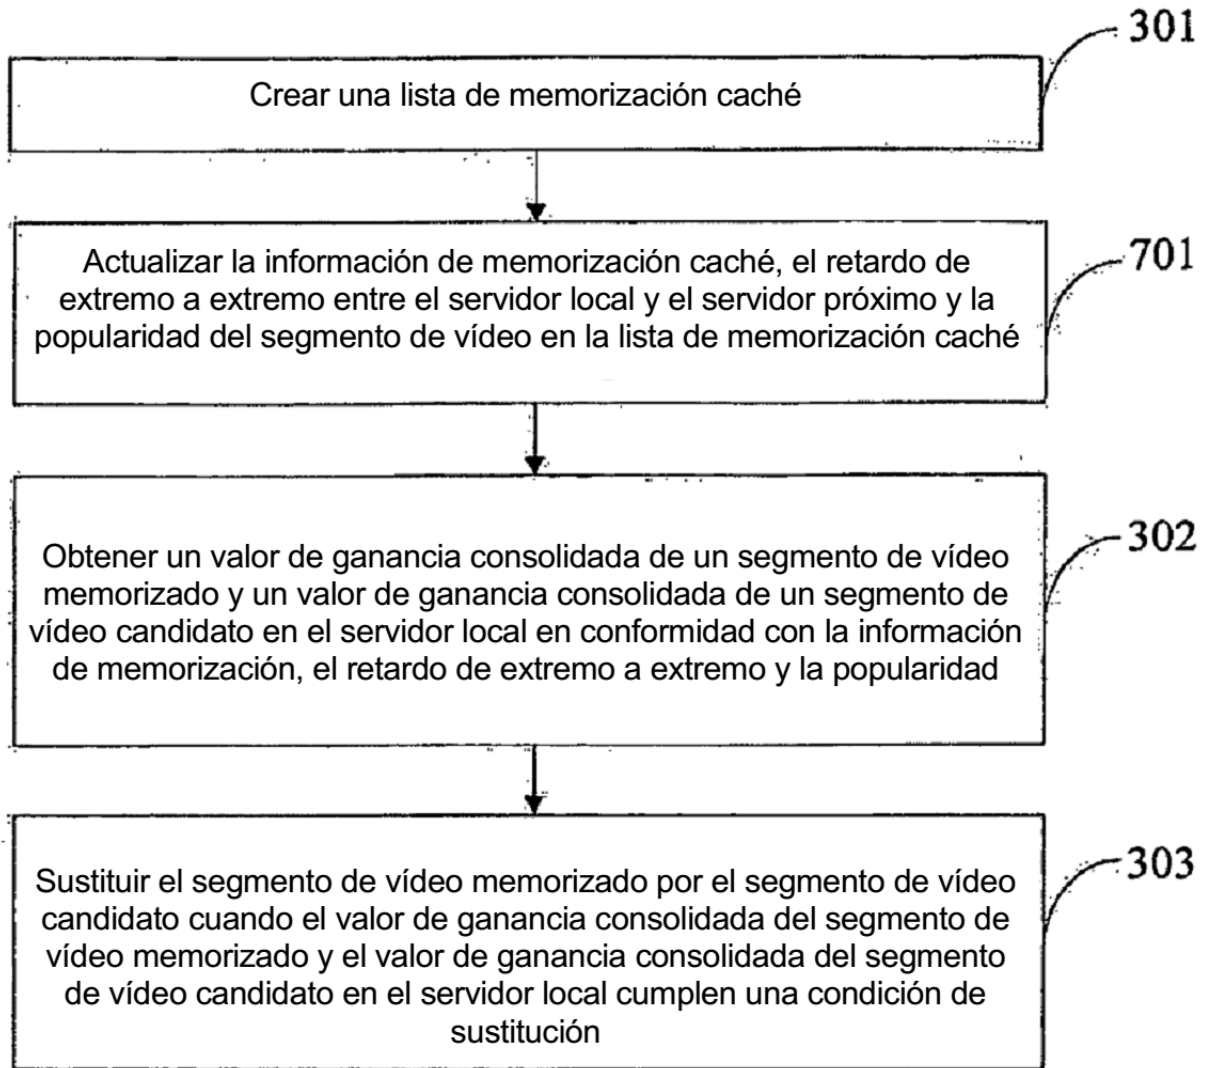 301
Crear una lista de memorización caché
701
Actualizar la información de memorización caché, el retardo de
extremo a extremo entre el servidor local y el servidor próximo y la
popularidad del segmento de vídeo en la lista de memorización caché
302
Obtener un valor de ganancia consolidada de un segmento de vídeo
memorizado y un valor de ganancia consolidada de un segmento de
vídeo candidato en el servidor local en conformidad con la información
de memorización, el retardo de extremo a extremo y la popularidad
303
Sustituir el segmento de vídeo memorizado por el segmento de vídeo
candidato cuando el valor de ganancia consolidada del segmento de
vídeo memorizado y el valor de ganancia consolidada del segmento
de vídeo candidato en el servidor local cumplen una condición de
sustitución